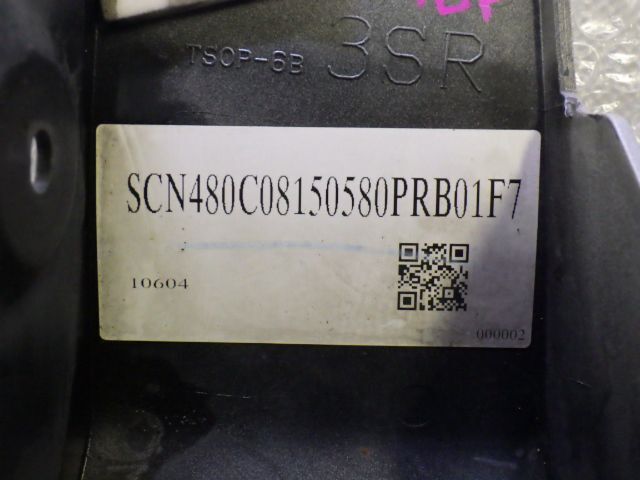 TSOP-6B 3SR
SCN480C08150580PRB01F7
10604
000002